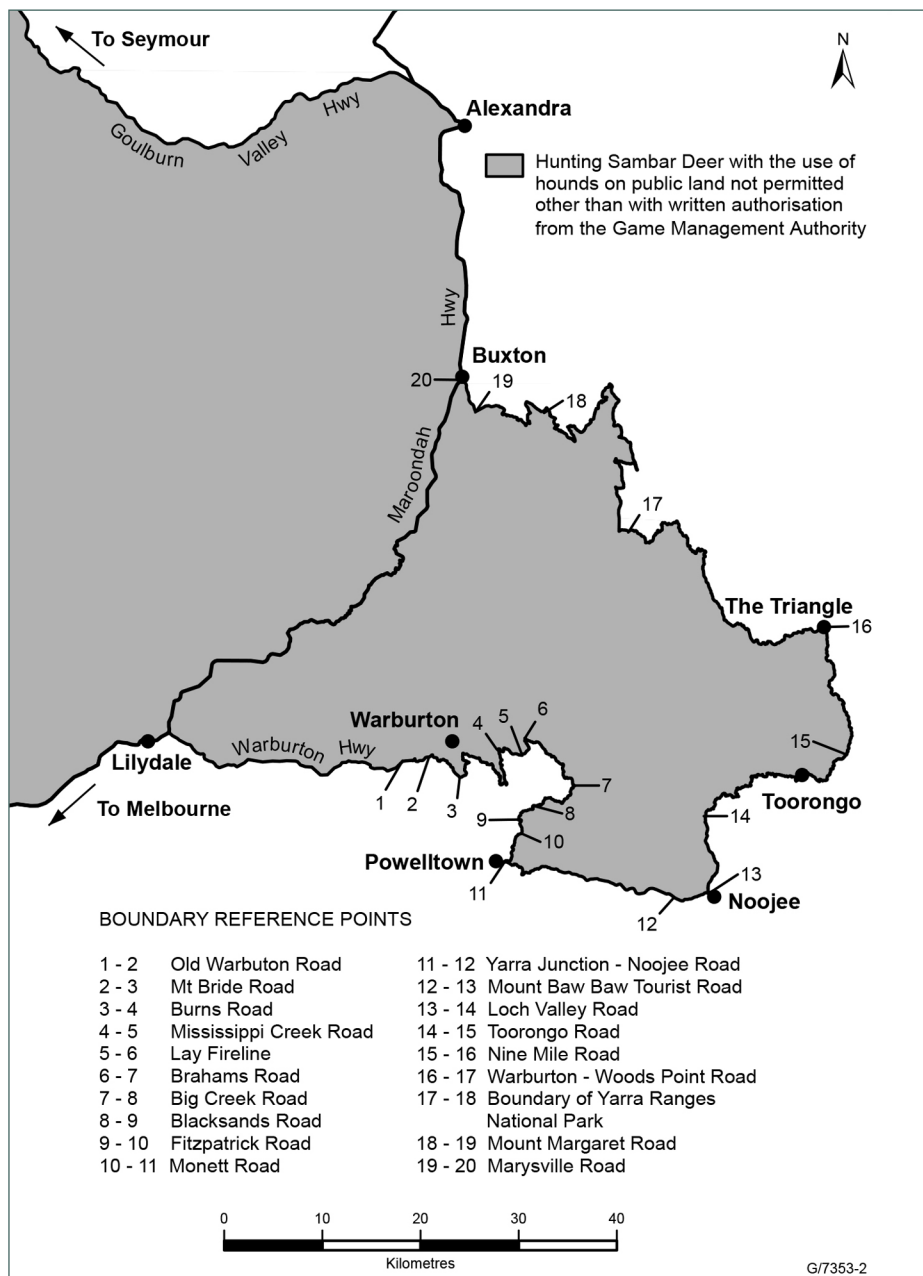 To Seymour
N
Goulburn Valley Hwy
Alexandra
Hunting Sambar Deer with the use of
hounds on public land not permitted
other than with written authorisation
from the Game Management Authority
Hwy
Buxton
20
19
18
Maroondah
17
The Triangle
16
Warburton
4
5
6
15
Lilydale
Warburton Hwy
Toorongo
To Melbourne
1
2
3
7
8
9
14
10
Powelltown
11
13
12
Noojee
BOUNDARY REFERENCE POINTS
1 - 2 Old Warbuton Road
2 - 3 Mt Bride Road
3 - 4 Burns Road
4 - 5 Mississippi Creek Road
5 - 6 Lay Fireline
6 - 7 Brahams Road
7 - 8 Big Creek Road
8 - 9 Blacksands Road
9 - 10 Fitzpatrick Road
10 - 11 Monett Road
11 - 12 Yarra Junction - Noojee Road
12 - 13 Mount Baw Baw Tourist Road
13 - 14 Loch Valley Road
14 - 15 Toorongo Road
15 - 16 Nine Mile Road
16 - 17 Warburton - Woods Point Road
17 - 18 Boundary of Yarra Ranges
National Park
18 - 19 Mount Margaret Road
19 - 20 Marysville Road
0 10 20 30 40
Kilometres
G/7353-2